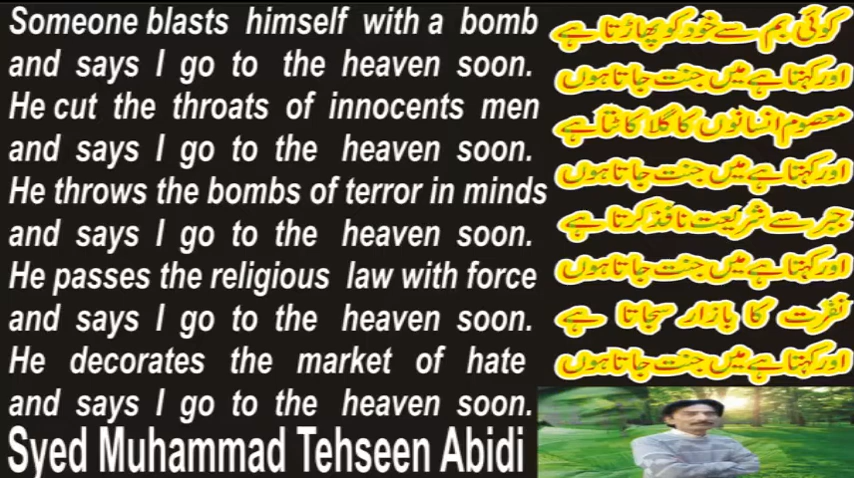 Someone blasts himself with a bomb
and says I go to the heaven soon.
He cut the throats of innocents men
and says I go to the heaven soon.
He throws the bombs of terror in minds
and says I go to the heaven soon.
He passes the religious law with force
and says I go to the heaven soon.
He decorates the market of hate
and says I go to the heaven soon.
Syed Muhammad Tehseen Abidi
کوئی بم سے خود کو پھاڑتا ہے
اور کہتا ہے میں جنت جاتا ہوں
معصوم انسانوں کا گلا کاٹتا ہے
اور کہتا ہے میں جنت جاتا ہوں
جبر سے شریعت نافذ کرتا ہے
اور کہتا ہے میں جنت جاتا ہوں
نفرت کا بازار سجاتا ہے
اور کہتا ہے میں جنت جاتا ہوں